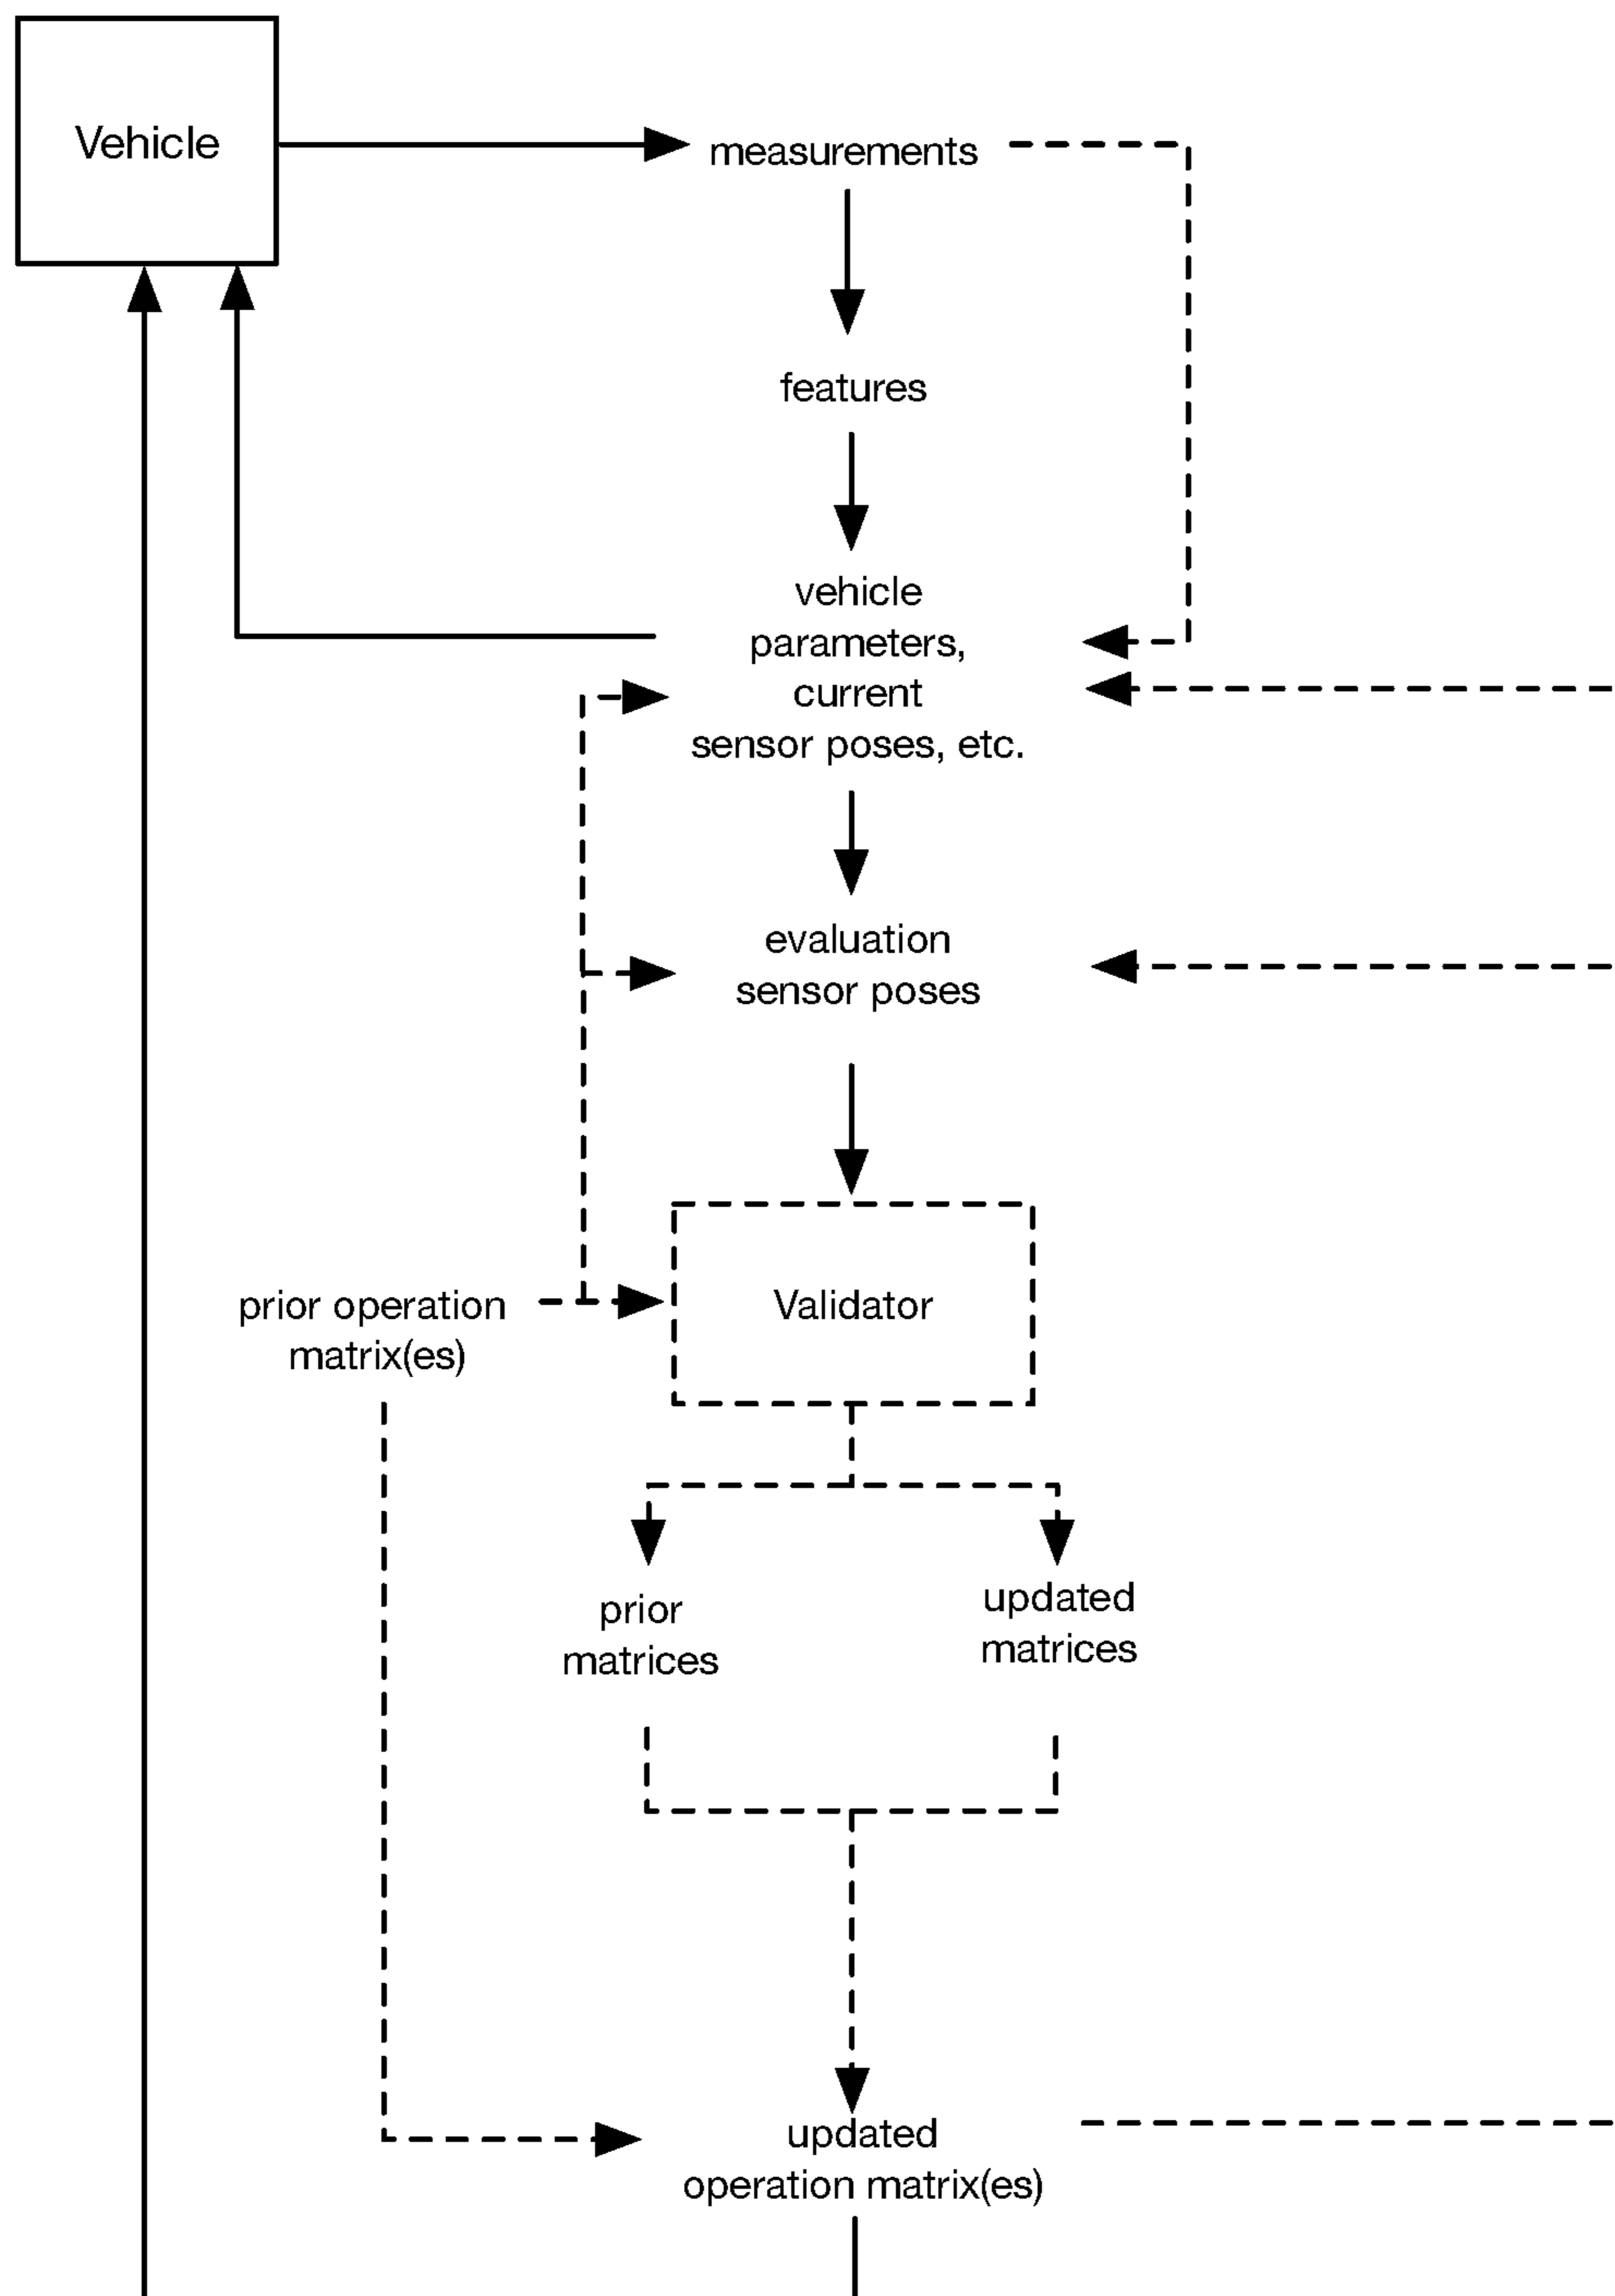 Vehicle
measurements
features
vehicle
parameters,
current
sensor poses, etc.
evaluation
sensor poses
prior operation
matrix(es)
Validator
prior
matrices
updated
matrices
updated
operation matrix(es)